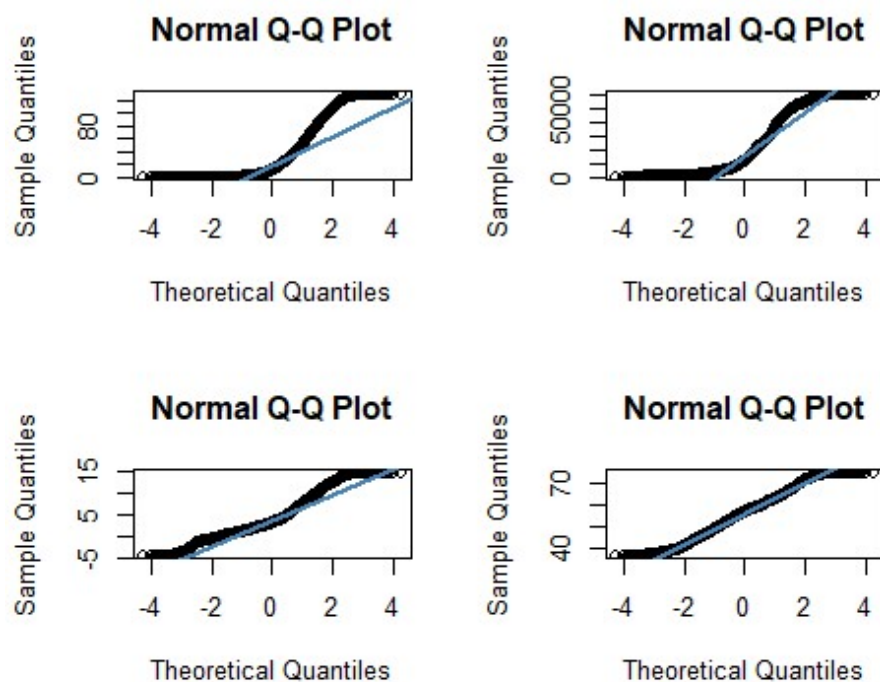 Normal Q-Q Plot
Sample Quantiles
80
0
-4 -2 0 2 4
Theoretical Quantiles
Normal Q-Q Plot
Sample Quantiles
50000
0
-4 -2 0 2 4
Theoretical Quantiles
Normal Q-Q Plot
Sample Quantiles
15
5
-5
-4 -2 0 2 4
Theoretical Quantiles
Normal Q-Q Plot
Sample Quantiles
70
40
-4 -2 0 2 4
Theoretical Quantiles